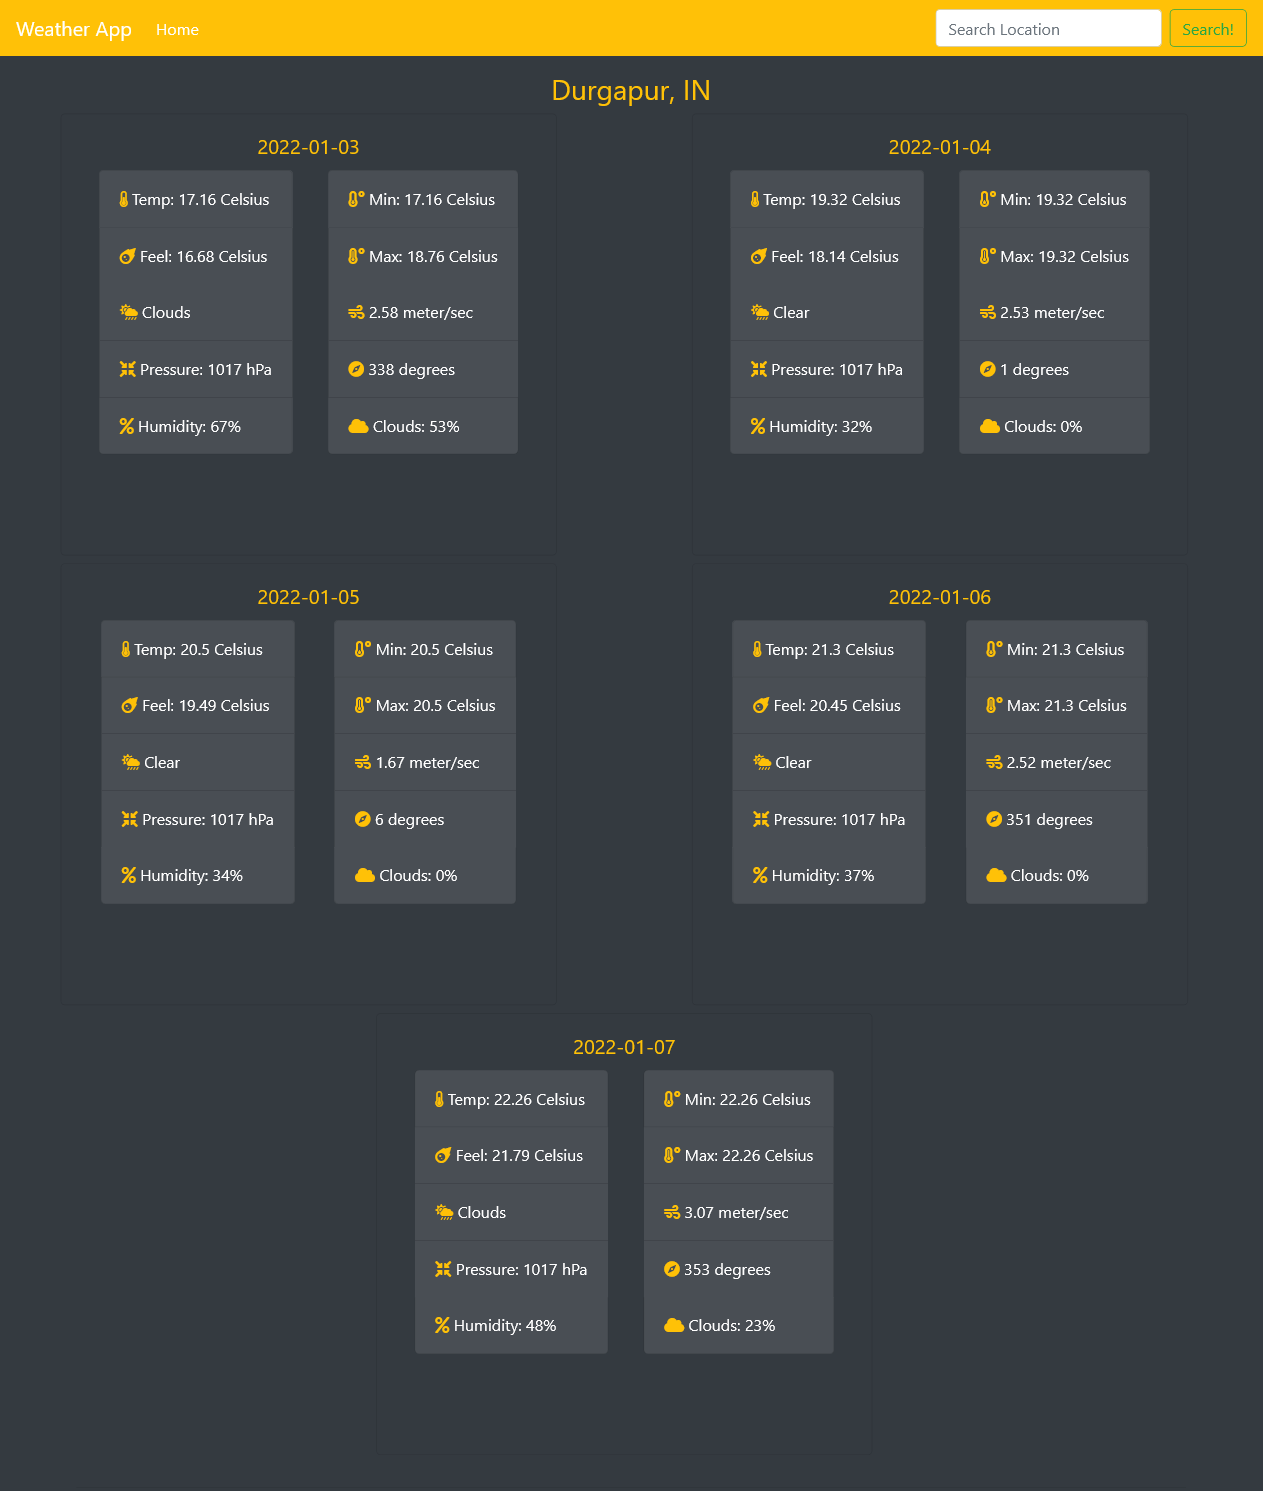 Weather App Home Search Location Search!
Durgapur, IN
2022-01-03
Temp: 17.16 Celsius
Feel: 16.68 Celsius
Clouds
Pressure: 1017 hPa
Humidity: 67%
Min: 17.16 Celsius
Max: 18.76 Celsius
2.58 meter/sec
338 degrees
Clouds: 53%
2022-01-04
Temp: 19.32 Celsius
Feel: 18.14 Celsius
Clear
Pressure: 1017 hPa
Humidity: 32%
Min: 19.32 Celsius
Max: 19.32 Celsius
2.53 meter/sec
1 degrees
Clouds: 0%
2022-01-05
Temp: 20.5 Celsius
Feel: 19.49 Celsius
Clear
Pressure: 1017 hPa
Humidity: 34%
Min: 20.5 Celsius
Max: 20.5 Celsius
1.67 meter/sec
6 degrees
Clouds: 0%
2022-01-06
Temp: 21.3 Celsius
Feel: 20.45 Celsius
Clear
Pressure: 1017 hPa
Humidity: 37%
Min: 21.3 Celsius
Max: 21.3 Celsius
2.52 meter/sec
351 degrees
Clouds: 0%
2022-01-07
Temp: 22.26 Celsius
Feel: 21.79 Celsius
Clouds
Pressure: 1017 hPa
Humidity: 48%
Min: 22.26 Celsius
Max: 22.26 Celsius
3.07 meter/sec
353 degrees
Clouds: 23%